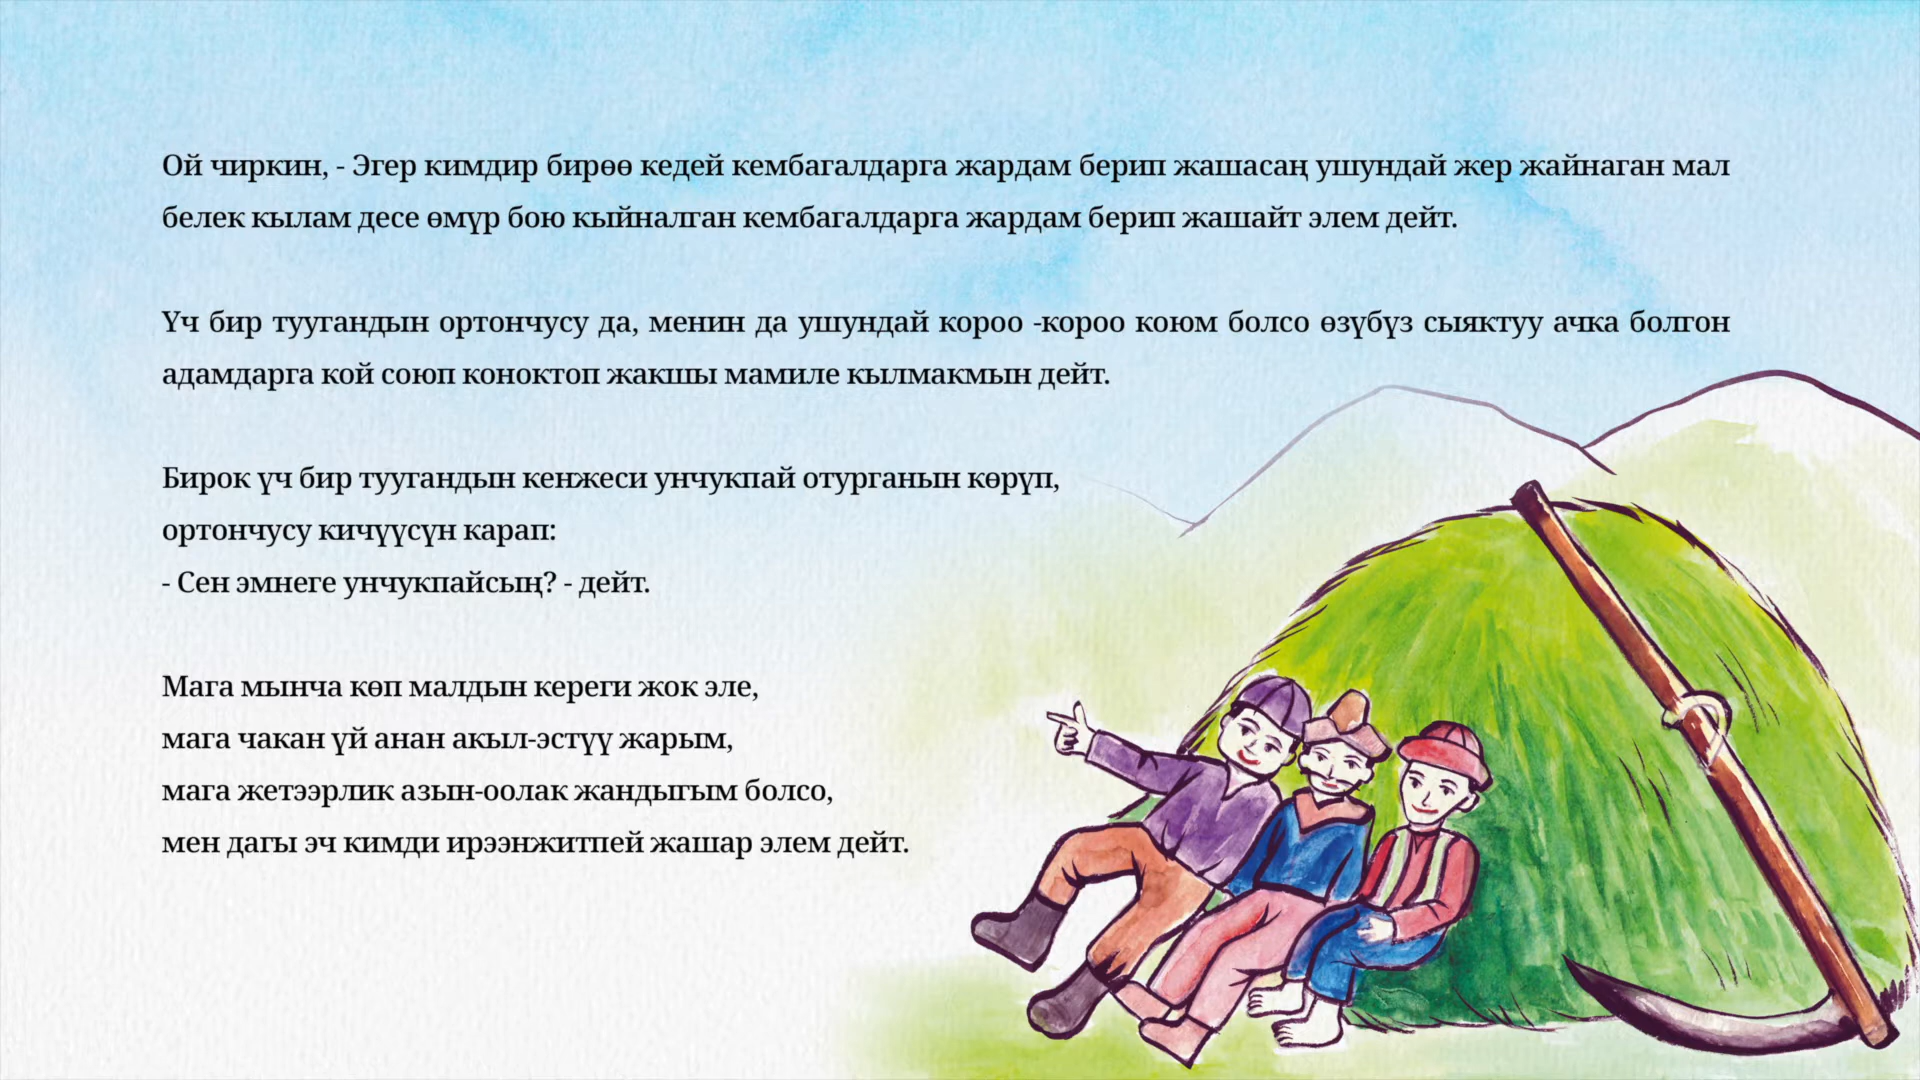 Ой чиркин, - Эгер кимдир бирөө кедей кембагалдарга жардам берип жашасаң ушундай жер жайнаган мал
белек кылам десе өмүр бою кыйналган кембагалдарга жардам берип жашайт элем дейт.
Үч бир туугандын ортончусу да, менин да ушундай короо -короо коюм болсо өзүбүз сыяктуу ачка болгон
адамдарга кой союп коноктоп жакшы мамиле кылмакмын дейт.
Бирок үч бир туугандын кенжеси унчукпай отурганын көрүп,
ортончусу кичүүсүн карап:
- Сен эмнеге унчукпайсың? - дейт.
Мага мынча көп малдын кереги жок эле,
мага чакан үй анан акыл-эстүү жарым,
мага жетээрлик азын-оолак жандыгым болсо,
мен дагы эч кимди ирээнжитпей жашар элем дейт.